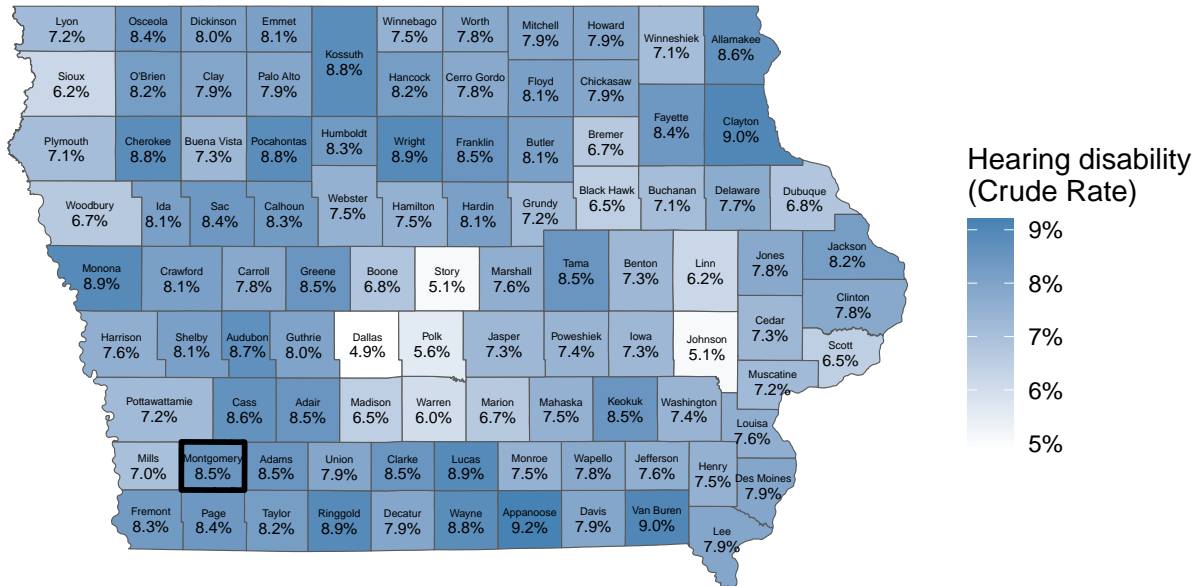 Lyon
7.2%
Osceola
8.4%
Dickinson
8.0%
Emmet
8.1%
Kossuth
8.8%
Winnebago
7.5%
Worth
7.8%
Mitchell
7.9%
Howard
7.9%
Winneshiek
7.1%
Allamakee
8.6%
Sioux
6.2%
O'Brien
8.2%
Clay
7.9%
Palo Alto
7.9%
Hancock
8.2%
Cerro Gordo
7.8%
Floyd
8.1%
Chickasaw
7.9%
Fayette
8.4%
Clayton
9.0%
Plymouth
7.1%
Cherokee
8.8%
Buena Vista
7.3%
Pocahontas
8.8%
Humboldt
8.3%
Wright
8.9%
Franklin
8.5%
Butler
8.1%
Bremer
6.7%
Woodbury
6.7%
Ida
8.1%
Sac
8.4%
Calhoun
8.3%
Webster
7.5%
Hamilton
7.5%
Hardin
8.1%
Grundy
7.2%
Black Hawk
6.5%
Buchanan
7.1%
Delaware
7.7%
Dubuque
6.8%
Monona
8.9%
Crawford
8.1%
Carroll
7.8%
Greene
8.5%
Boone
6.8%
Story
5.1%
Marshall
7.6%
Tama
8.5%
Benton
7.3%
Linn
6.2%
Jones
7.8%
Jackson
8.2%
Clinton
7.8%
Harrison
7.6%
Shelby
8.1%
Audubon
8.7%
Guthrie
8.0%
Dallas
4.9%
Polk
5.6%
Jasper
7.3%
Poweshiek
7.4%
Iowa
7.3%
Johnson
5.1%
Cedar
7.3%
Scott
6.5%
Muscatine
7.2%
Pottawattamie
7.2%
Cass
8.6%
Adair
8.5%
Madison
6.5%
Warren
6.0%
Marion
6.7%
Mahaska
7.5%
Keokuk
8.5%
Washington
7.4%
Louisa
7.6%
Mills
7.0%
Montgomery
8.5%
Adams
8.5%
Union
7.9%
Clarke
8.5%
Lucas
8.9%
Monroe
7.5%
Wapello
7.8%
Jefferson
7.6%
Henry
7.5%
Des Moines
7.9%
Fremont
8.3%
Page
8.4%
Taylor
8.2%
Ringgold
8.9%
Decatur
7.9%
Wayne
8.8%
Appanoose
9.2%
Davis
7.9%
Van Buren
9.0%
Lee
7.9%
Hearing disability
(Crude Rate)
9%
8%
7%
6%
5%